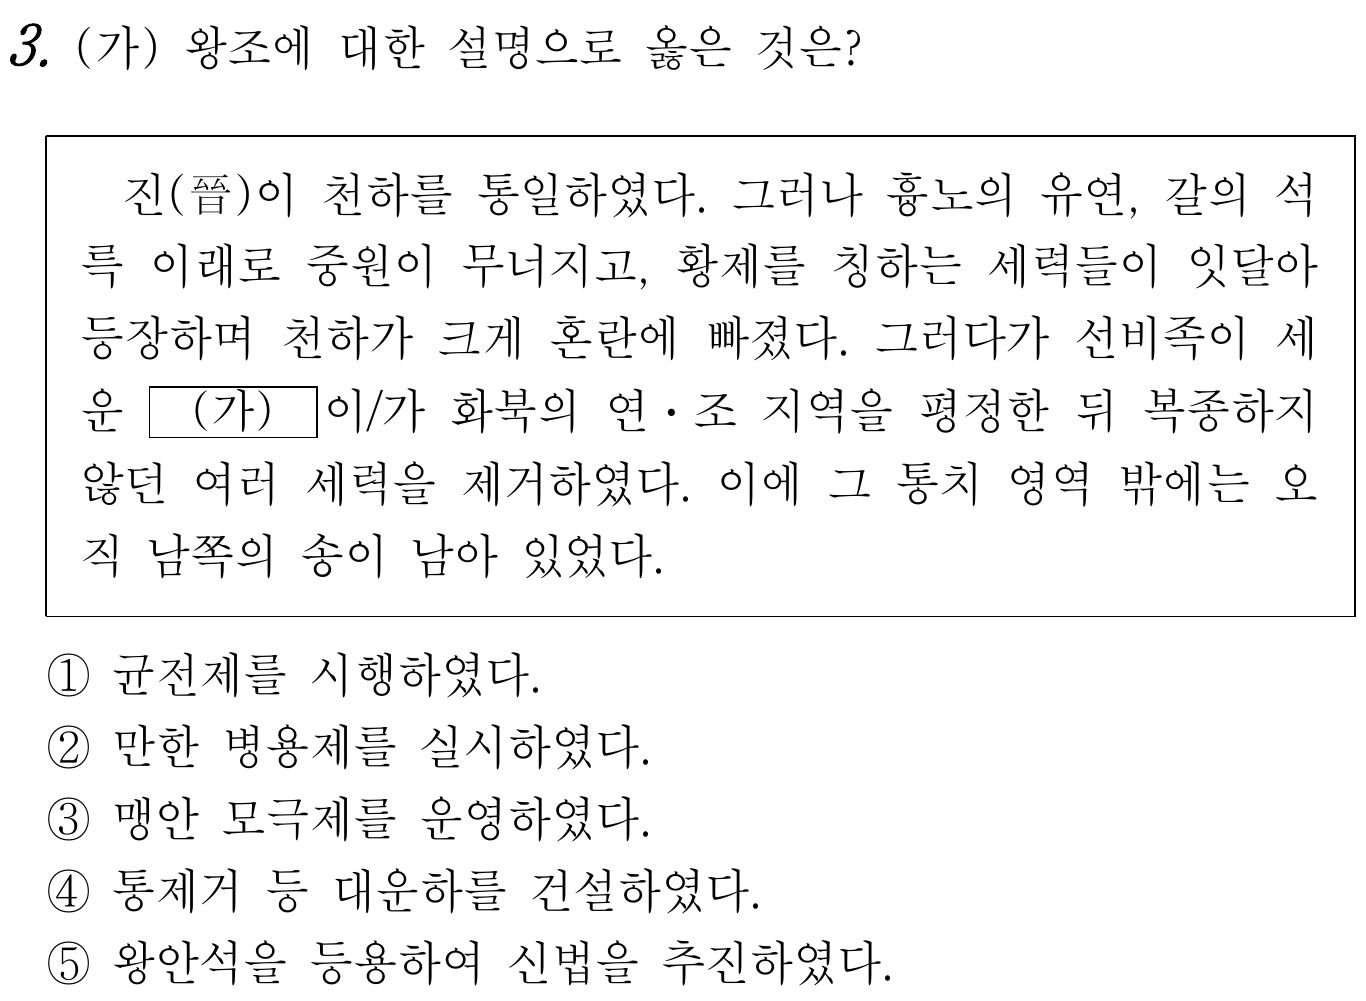 3. (가) 왕조에 대한 설명으로 옳은 것은?
진(晉)이 천하를 통일하였다. 그러나 흉노의 유연, 갈의 석
륵 이래로 중원이 무너지고, 황제를 칭하는 세력들이 잇달아
등장하며 천하가 크게 혼란에 빠졌다. 그러다가 선비족이 세
운 (가) 이/가 화북의 연·조 지역을 평정한 뒤 복종하지
않던 여러 세력을 제거하였다. 이에 그 통치 영역 밖에는 오
직 남쪽의 송이 남아 있었다.
① 균전제를 시행하였다.
② 만한 병용제를 실시하였다.
③ 맹안 모극제를 운영하였다.
④ 통제거 등 대운하를 건설하였다.
⑤ 왕안석을 등용하여 신법을 추진하였다.